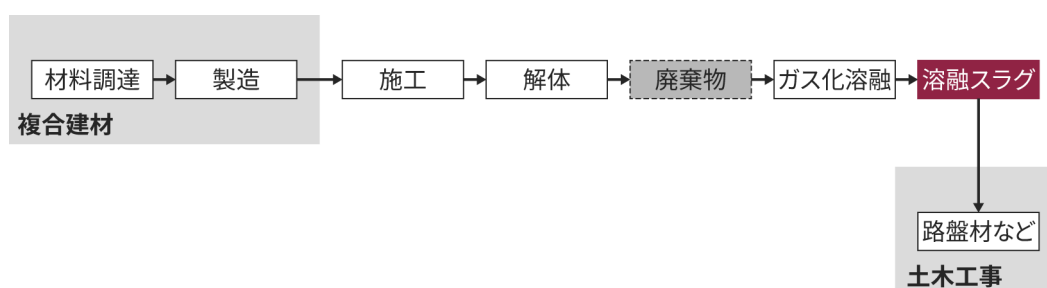 材料調達
製造
施工
解体
廃棄物
ガス化溶融
溶融スラグ
複合建材
路盤材など
土木工事